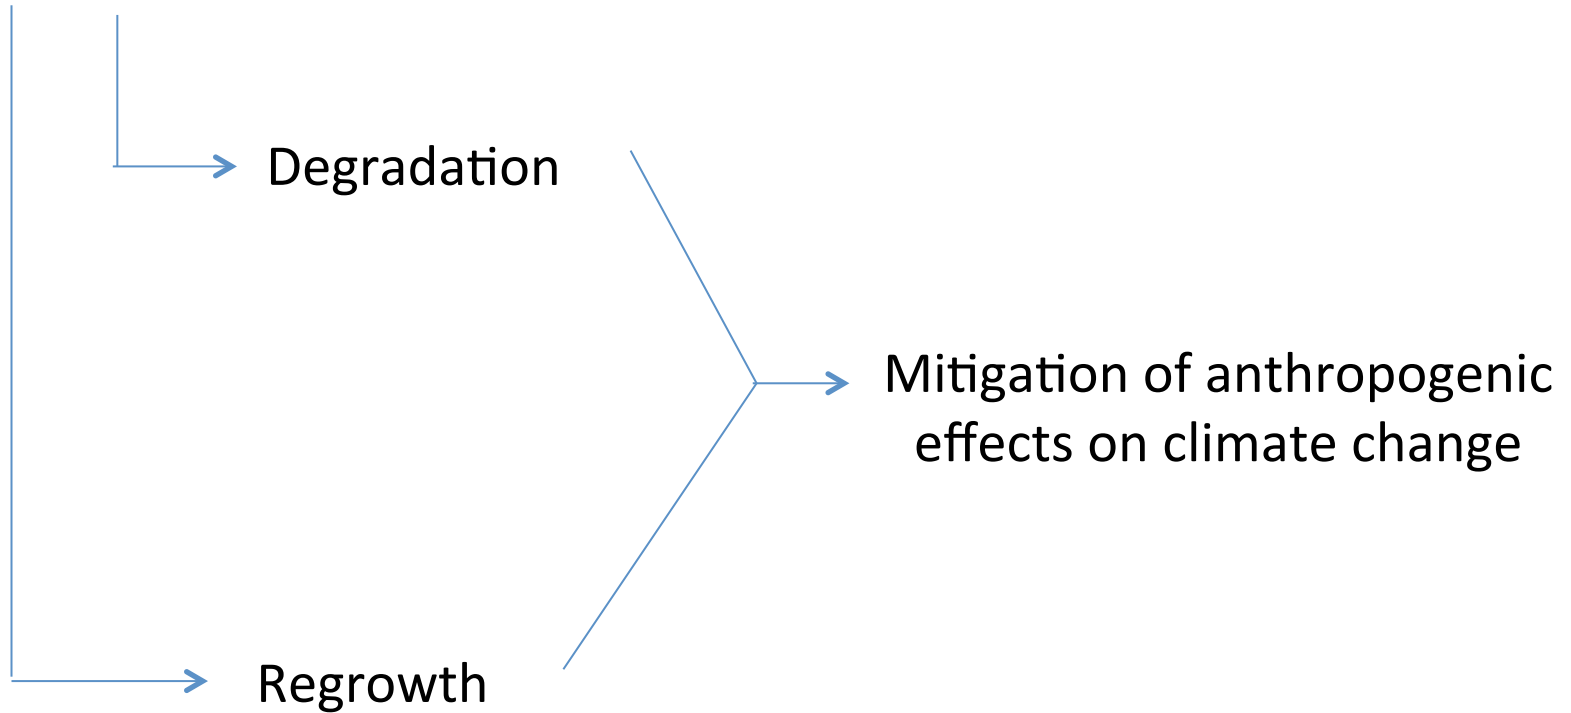 Degradation
Mitigation of anthropogenic
effects on climate change
Regrowth